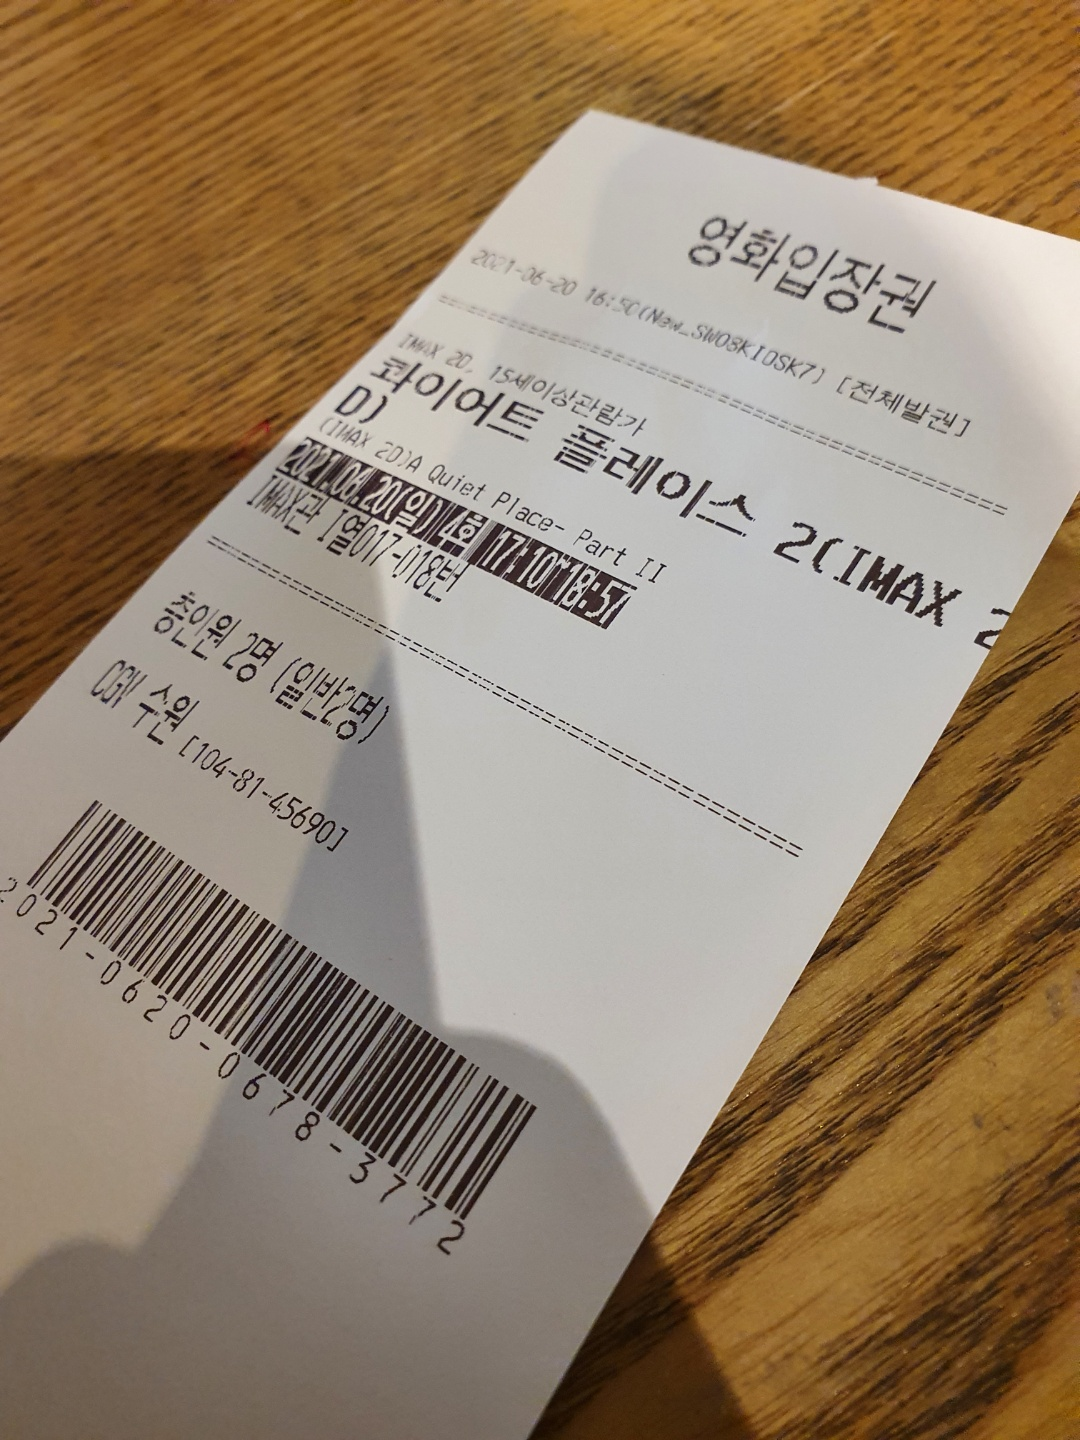 영화입장권
2021-06-20 16:50(New_SW08KIOSK7) [전체발권]
IMAX 2D, 15세이상관람가
콰이어트 플레이스 2(IMAX 2
D)
(IMAX 2D)A Quiet Place- Part II
2021.06.20(일) 4회 17:10~18:57
IMAX관 I열017-018번
총인원 2명 (일반2명)
CGV 수원 [104-81-45690]
2021-0620-0678-3772